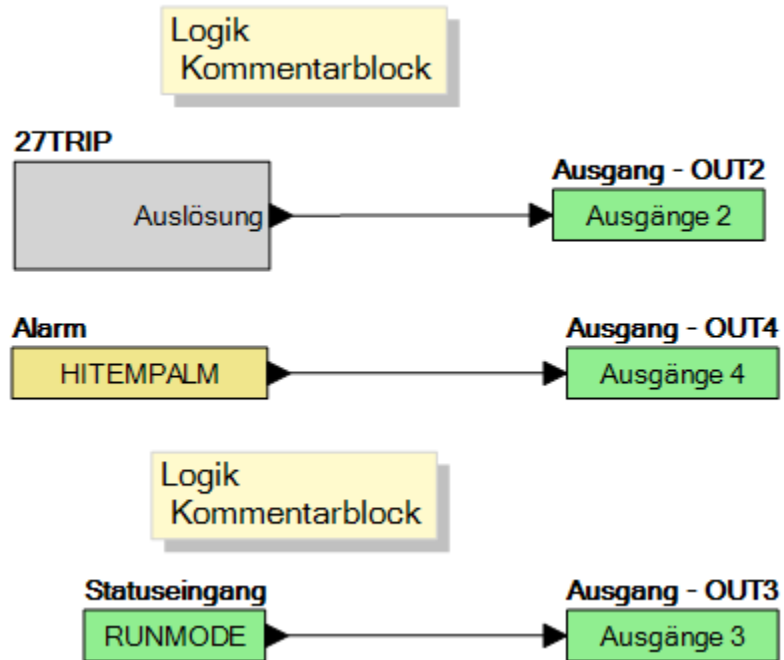 Logik
Kommentarblock
27TRIP
Auslösung
Ausgang - OUT2
Ausgänge 2
Alarm
HITEMPALM
Ausgang - OUT4
Ausgänge 4
Logik
Kommentarblock
Statuseingang
RUNMODE
Ausgang - OUT3
Ausgänge 3